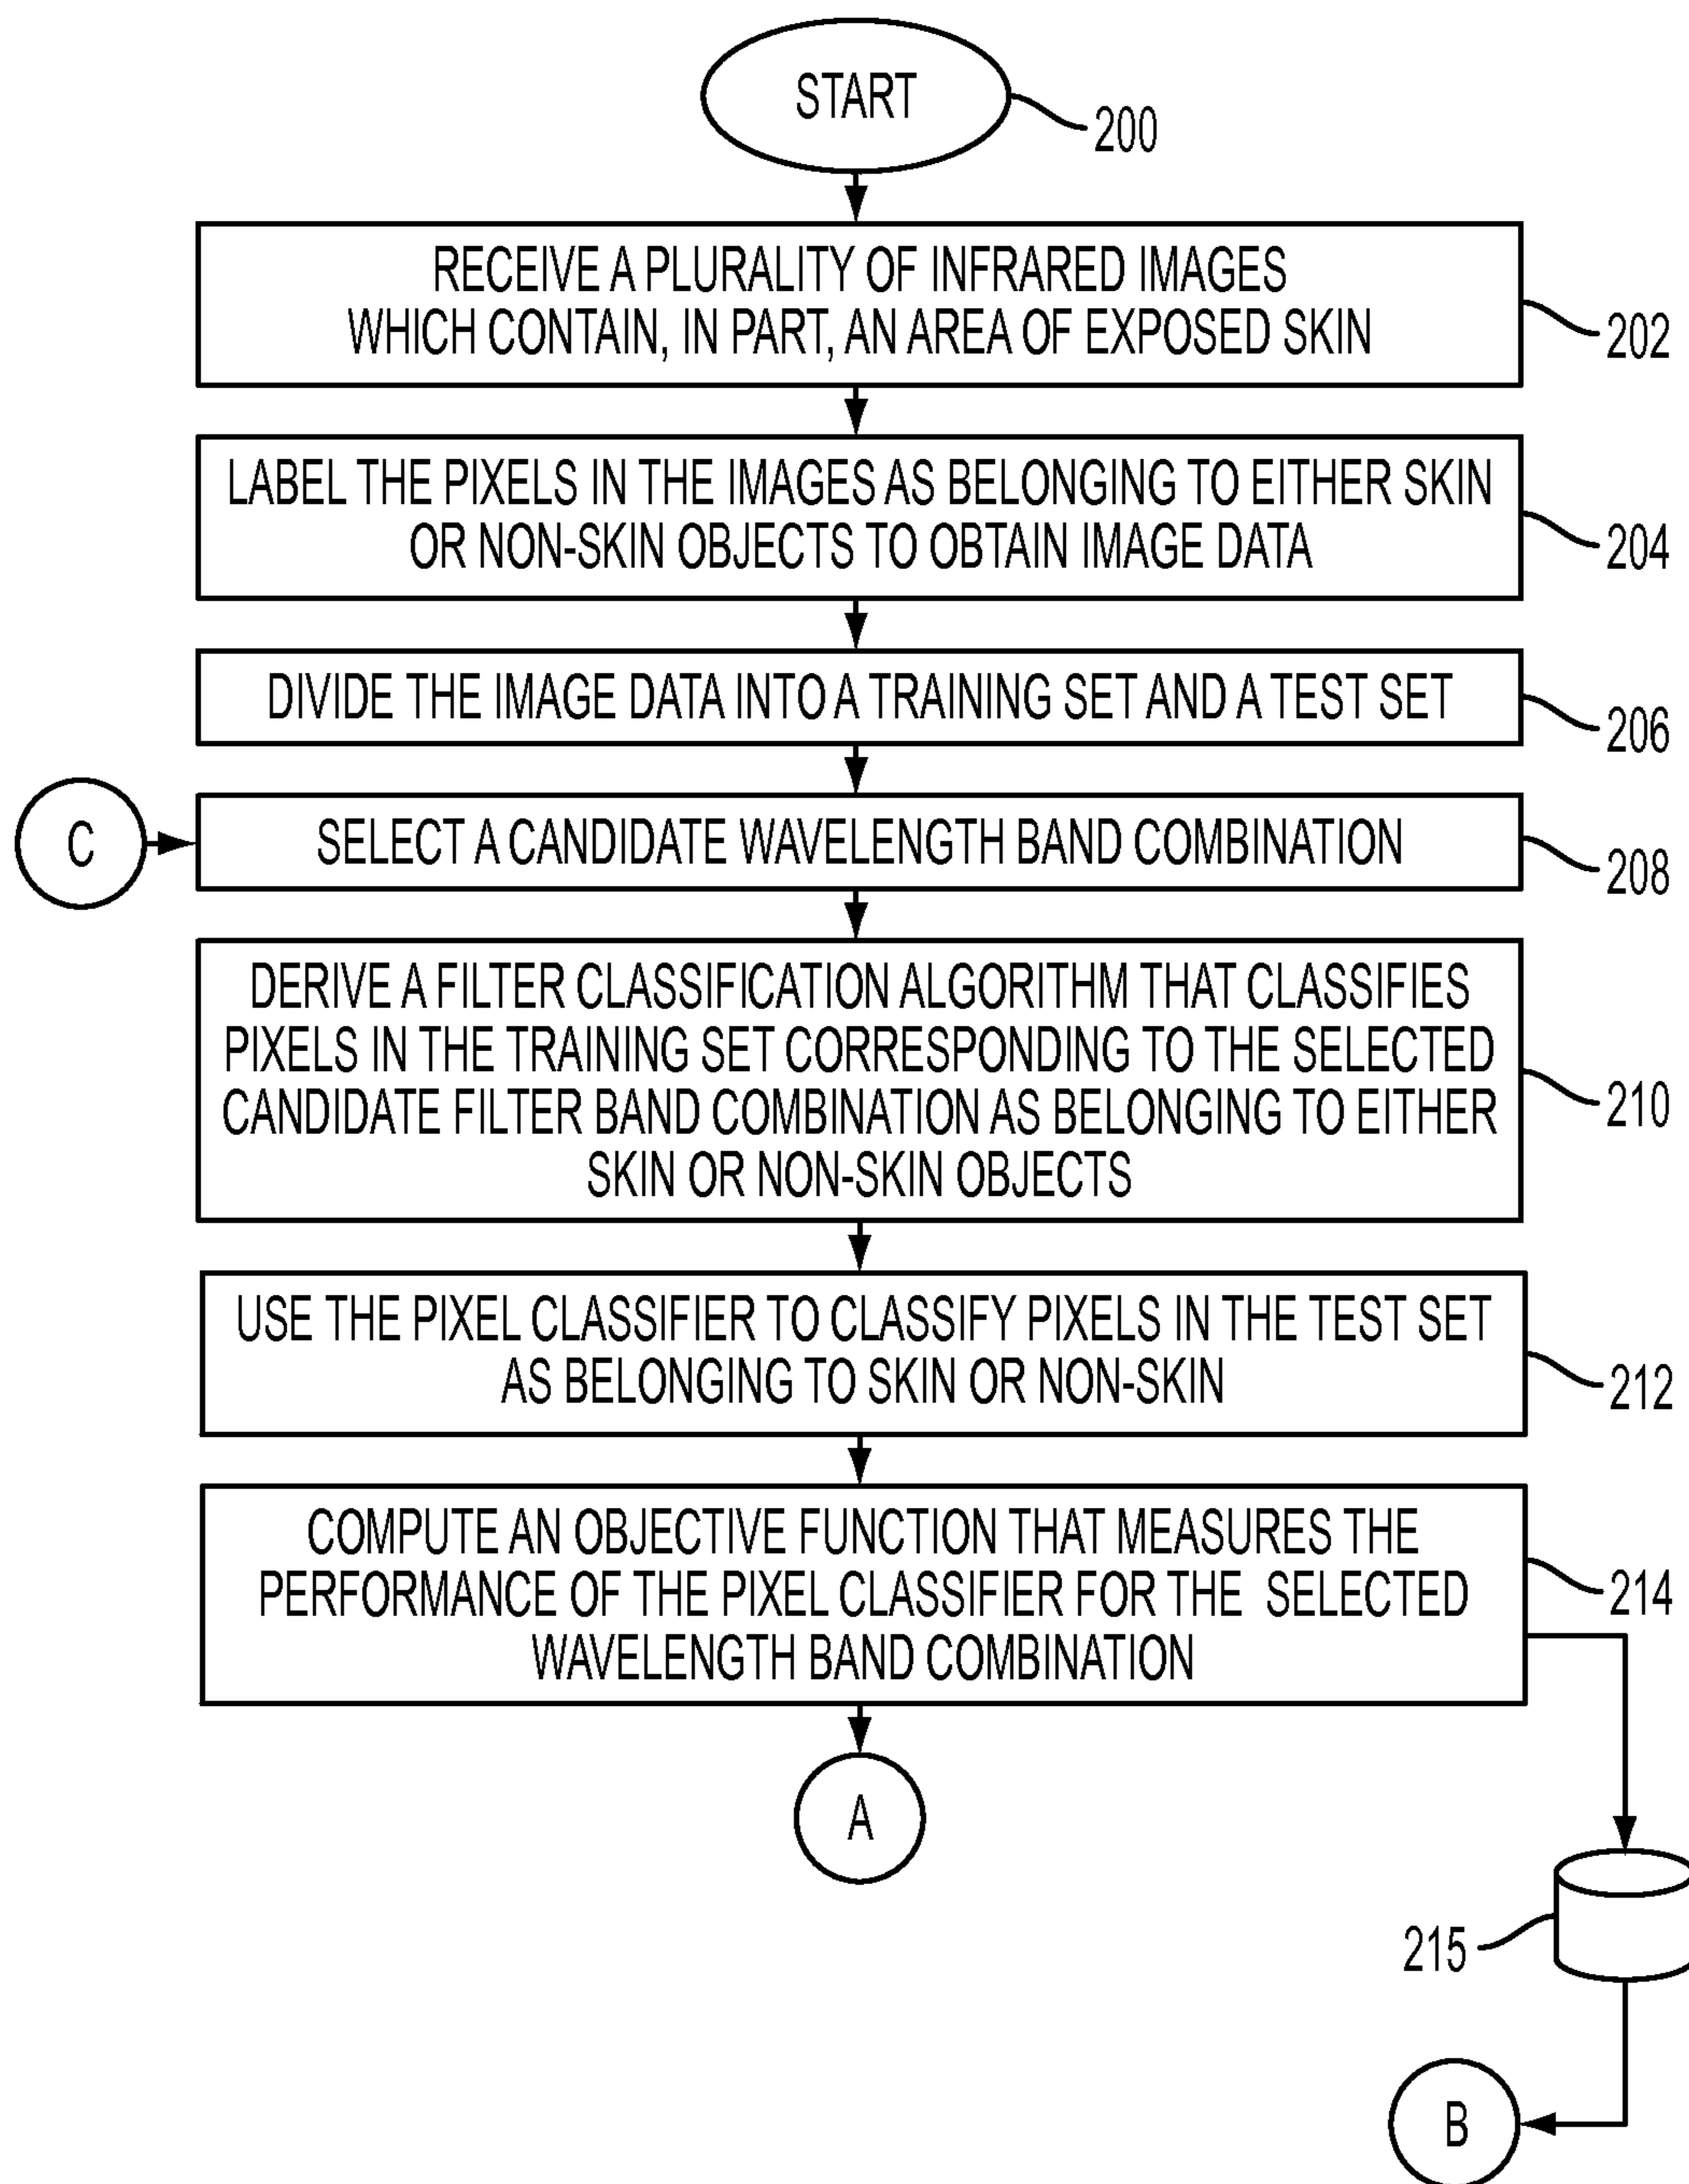 START
200
RECEIVE A PLURALITY OF INFRARED IMAGES
WHICH CONTAIN, IN PART, AN AREA OF EXPOSED SKIN
202
LABEL THE PIXELS IN THE IMAGES AS BELONGING TO EITHER SKIN
OR NON-SKIN OBJECTS TO OBTAIN IMAGE DATA
204
DIVIDE THE IMAGE DATA INTO A TRAINING SET AND A TEST SET
206
C
SELECT A CANDIDATE WAVELENGTH BAND COMBINATION
208
DERIVE A FILTER CLASSIFICATION ALGORITHM THAT CLASSIFIES
PIXELS IN THE TRAINING SET CORRESPONDING TO THE SELECTED
CANDIDATE FILTER BAND COMBINATION AS BELONGING TO EITHER
SKIN OR NON-SKIN OBJECTS
210
USE THE PIXEL CLASSIFIER TO CLASSIFY PIXELS IN THE TEST SET
AS BELONGING TO SKIN OR NON-SKIN
212
COMPUTE AN OBJECTIVE FUNCTION THAT MEASURES THE
PERFORMANCE OF THE PIXEL CLASSIFIER FOR THE SELECTED
WAVELENGTH BAND COMBINATION
214
A
215
B